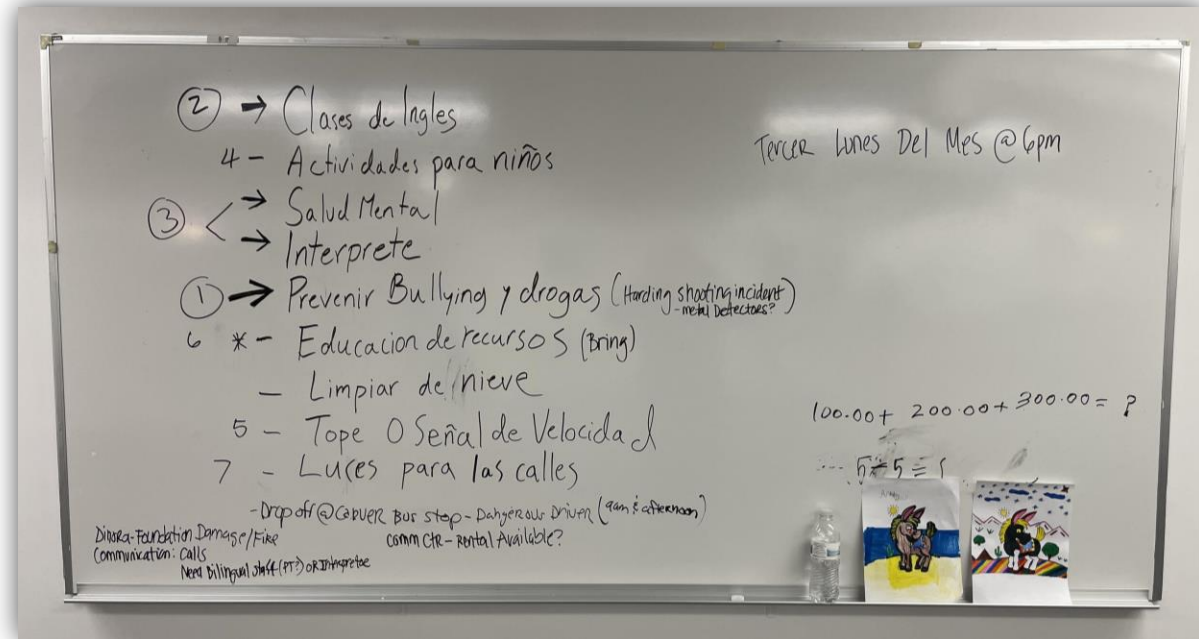 ② → Clases de Ingles
4 - Actividades para niños
③ < → Salud Mental
→ Interprete
① → Prevenir Bullying y drogas (Harding shooting incident
- metal Detectors?)
6 * - Educacion de recursos (Bring)
- Limpiar de nieve
5 - Tope O Señal de Velocidad
7 - Luces para las calles
- Drop off @ Bus stop - Dangerous Driver ( & afternoon)
Comm Ctr - Rental Available?
Dinora - Foundation Damage/Fire
Communication: Calls
Need Bilingual staff (PT?) or Intrepretae
Tercer Lunes Del Mes @ 6pm
100.00 + 200.00 + 300.00 = ?
5 ÷ 5 =